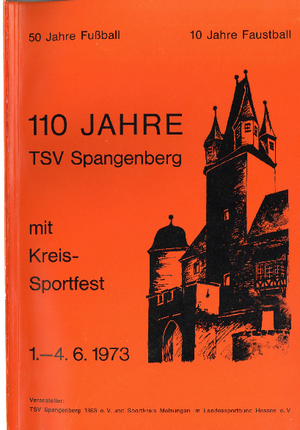 50 Jahre Fußball 10 Jahre Faustball
110 JAHRE
TSV Spangenberg
mit
Kreis-
Sportfest
1.—4. 6. 1973
Veranstalter:
TSV Spangenberg 1863 e. V. und Sportkreis Melsungen im Landessportbund Hessen e. V.